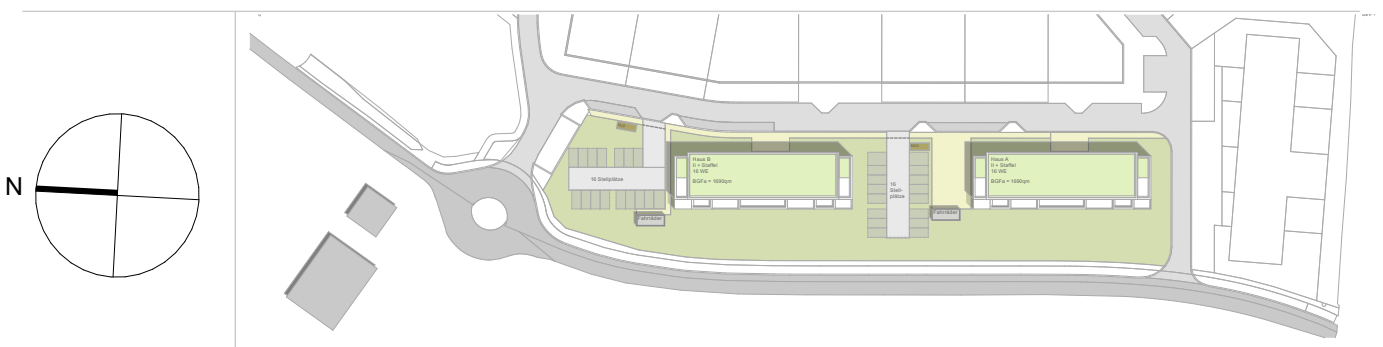 N
Haus B
II + Staffel
16 WE
BGFa = 1690qm
16 Stellplätze
Fahrräder
Müll
16
Stell-
plätze
Fahrräder
Haus A
II + Staffel
16 WE
BGFa = 1690qm